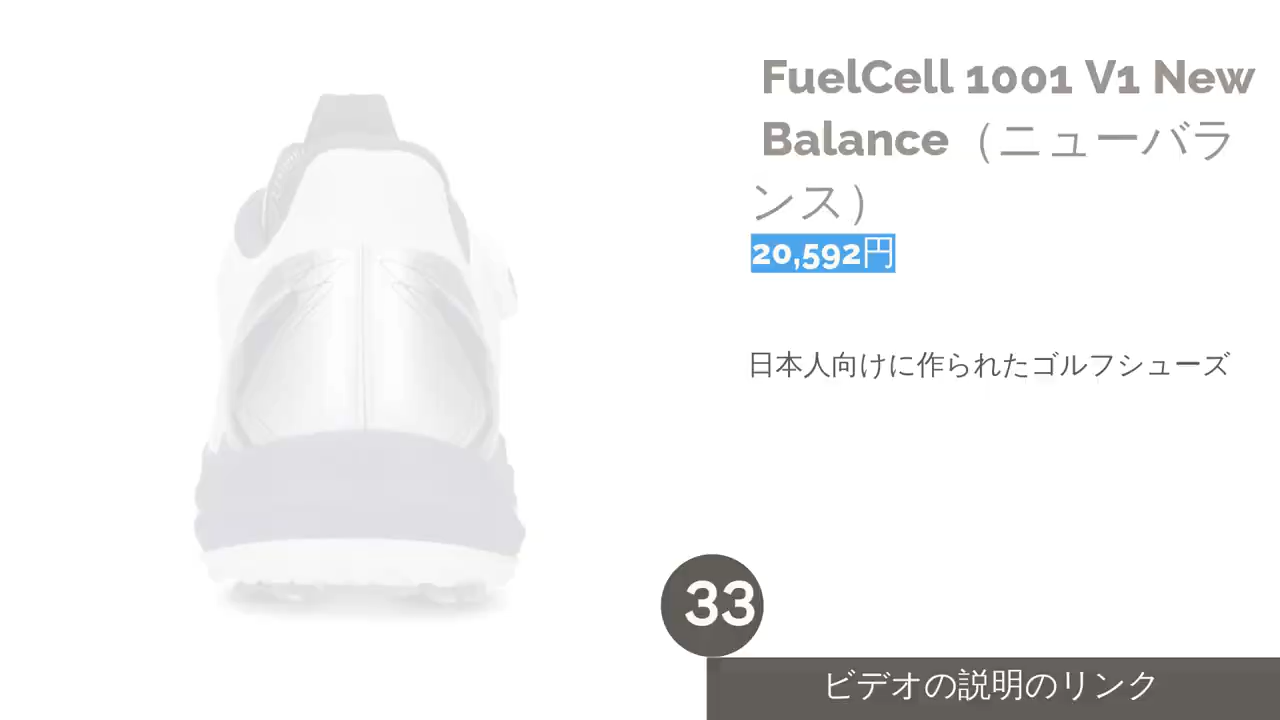 FuelCell 1001 V1 New
Balance（ニューバラ
ンス）
20,592円
日本人向けに作られたゴルフシューズ
33
ビデオの説明のリンク